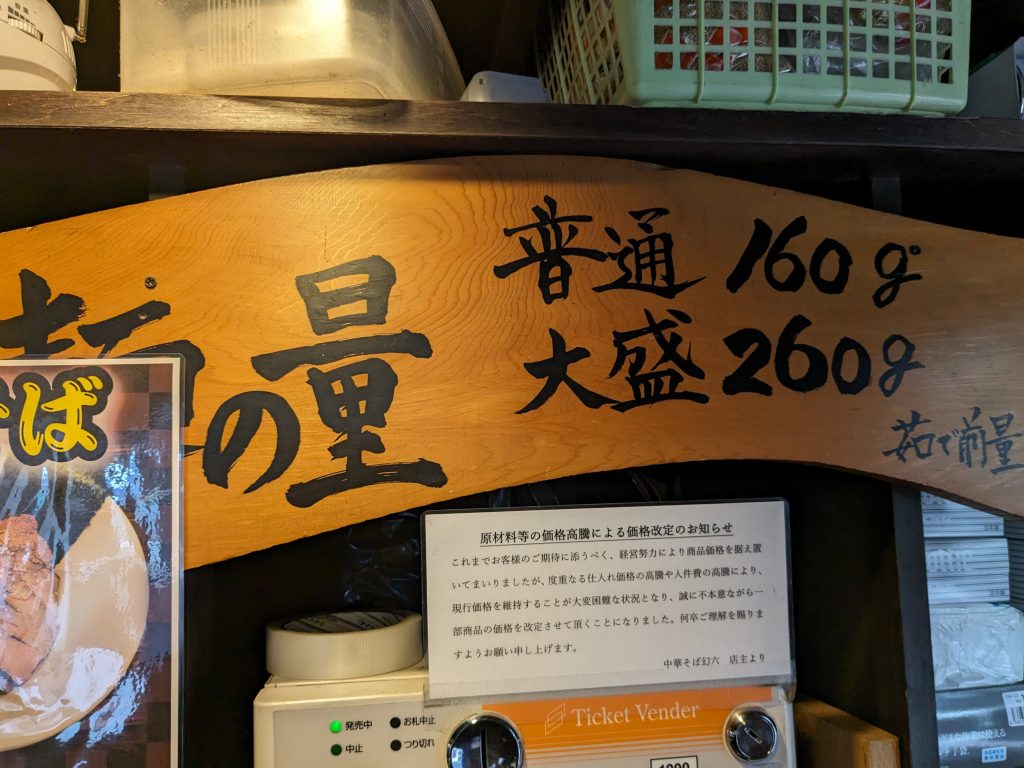 の量
普通 160g
大盛 260g
茹で前量
そば
原材料等の価格高騰による価格改定のお知らせ
これまでお客様のご期待に添うべく、経営努力により商品価格を据え置
いてまいりましたが、度重なる仕入れ価格の高騰や人件費の高騰により、
現行価格を維持することが大変困難な状況となり、誠に不本意ながら一
部商品の価格を改定させて頂くことになりました。何卒ご理解を賜りま
すようお願い申し上げます。
中華そば幻六 店主より
発売中 お札中止
中止 つり切れ
Ticket Vender
1000